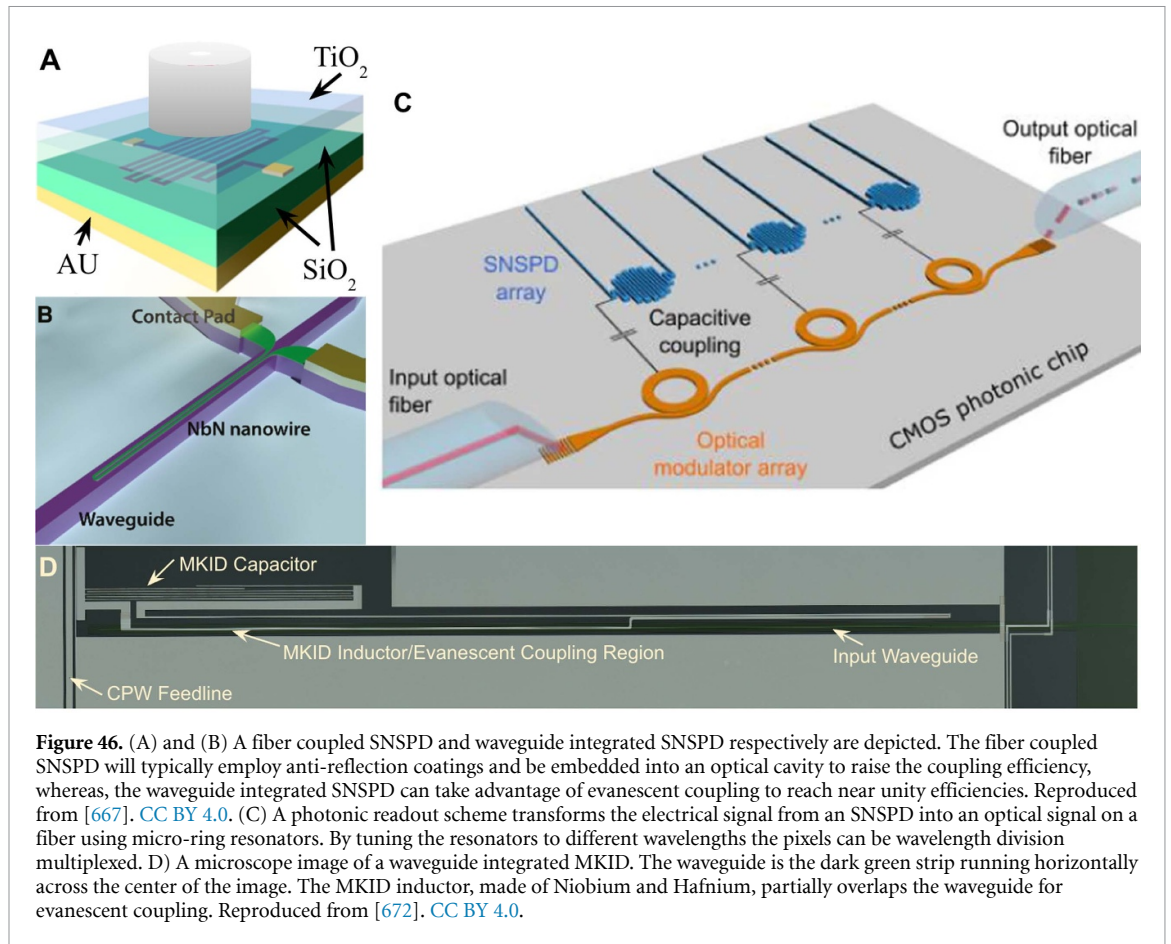 A
TiO2
AU
SiO2
B
Contact Pad
NbN nanowire
Waveguide
C
Output optical
fiber
SNSPD
array
Capacitive
coupling
Input optical
fiber
Optical
modulator array
CMOS photonic chip
D
MKID Capacitor
MKID Inductor/Evanescent Coupling Region
Input Waveguide
CPW Feedline
Figure 46. (A) and (B) A fiber coupled SNSPD and waveguide integrated SNSPD respectively are depicted. The fiber coupled
SNSPD will typically employ anti-reflection coatings and be embedded into an optical cavity to raise the coupling efficiency,
whereas, the waveguide integrated SNSPD can take advantage of evanescent coupling to reach near unity efficiencies. Reproduced
from [667]. CC BY 4.0. (C) A photonic readout scheme transforms the electrical signal from an SNSPD into an optical signal on a
fiber using micro-ring resonators. By tuning the resonators to different wavelengths the pixels can be wavelength division
multiplexed. D) A microscope image of a waveguide integrated MKID. The waveguide is the dark green strip running horizontally
across the center of the image. The MKID inductor, made of Niobium and Hafnium, partially overlaps the waveguide for
evanescent coupling. Reproduced from [672]. CC BY 4.0.